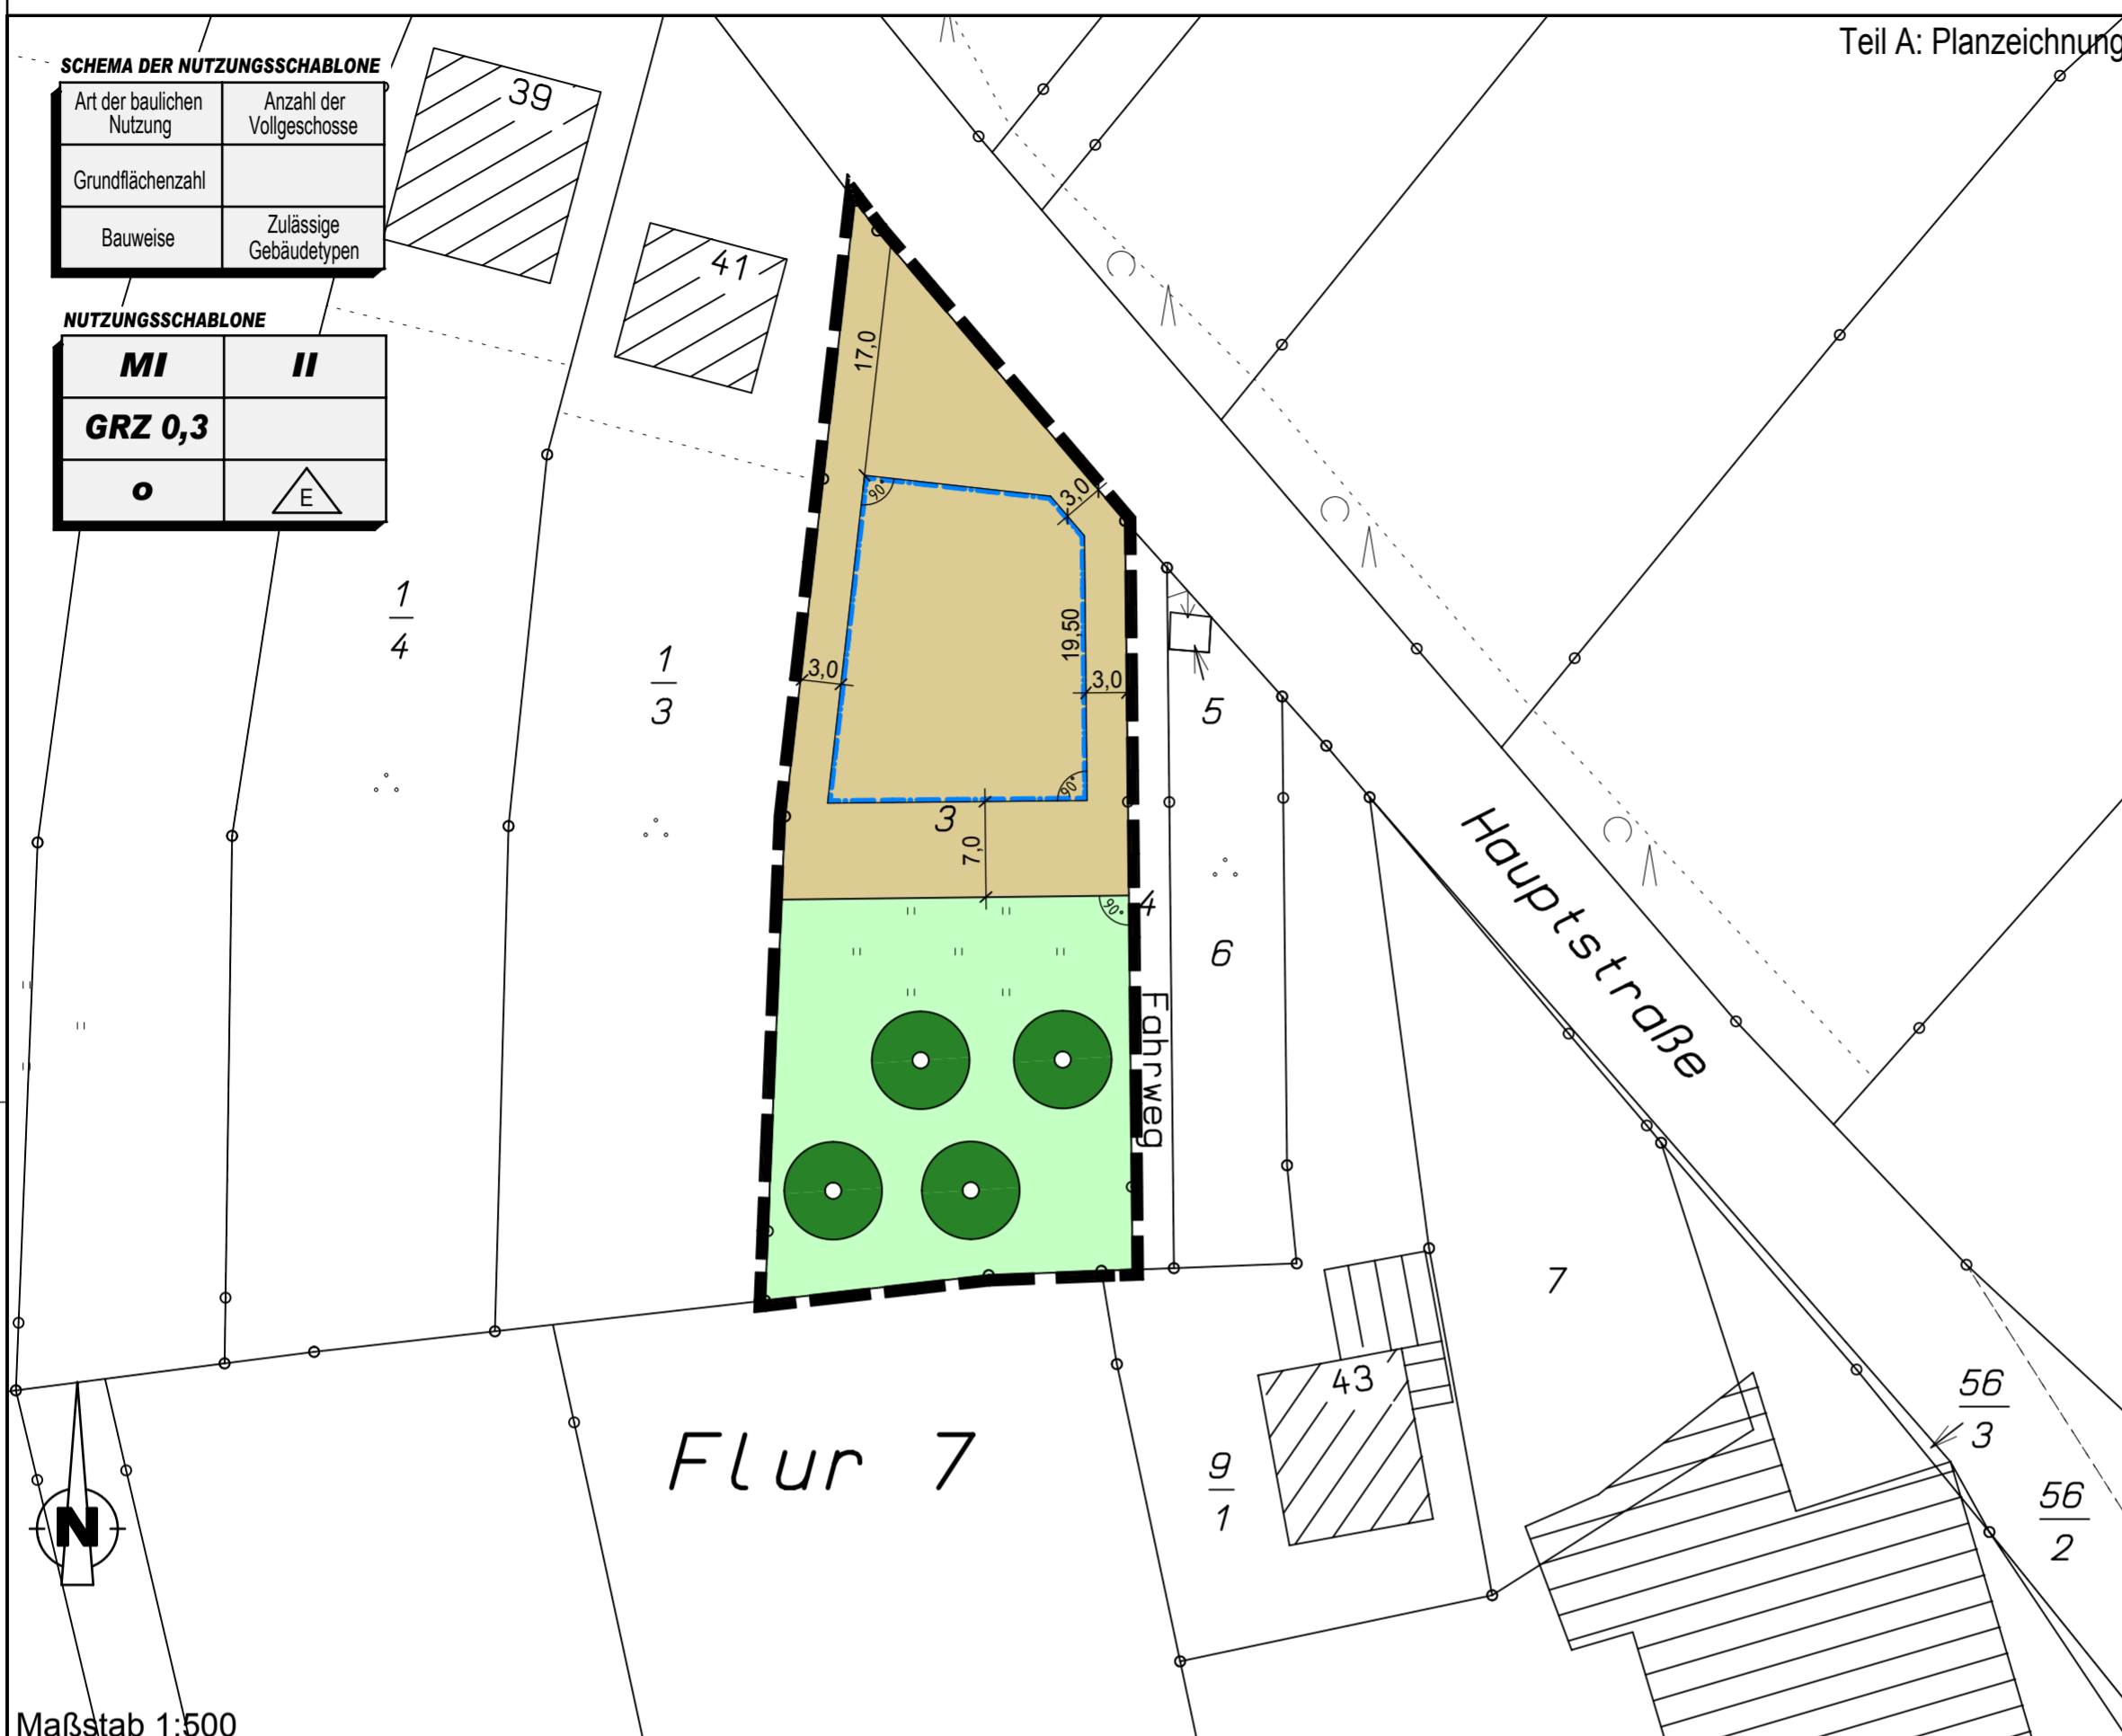 Teil A: Planzeichnung
SCHEMA DER NUTZUNGSSCHABLONE
Art der baulichen
Nutzung
Anzahl der
Vollgeschosse
Grundflächenzahl
Bauweise
Zulässige
Gebäudetypen
NUTZUNGSSCHABLONE
MI
II
GRZ 0,3
o
E
39
41
17,0
90°
3,0
19,50
3,0
3,0
90°
3
7,0
90°
4
1
4
1
3
5
6
Fahrweg
Hauptstraße
7
43
9
1
56
3
56
2
Flur 7
N
Maßstab 1:500